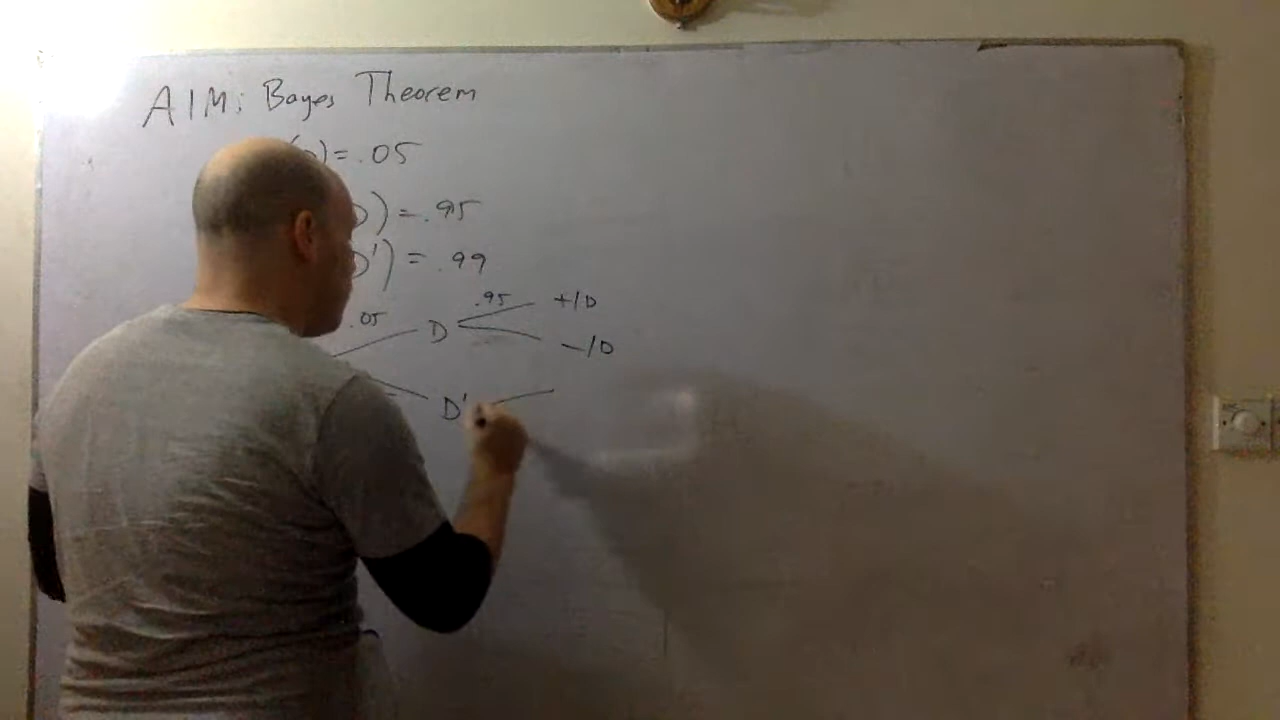 AIM: Bayes Theorem
) = .05
) = .95
D') = .99
.95 +/D
.05 D -/D
D'